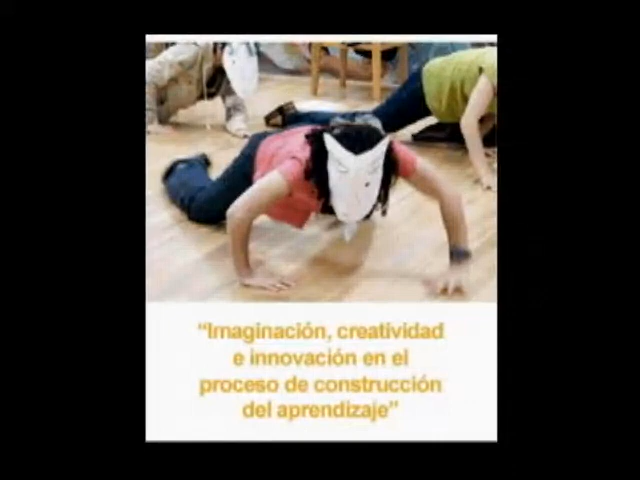 “Imaginación, creatividad
e innovación en el
proceso de construcción
del aprendizaje”